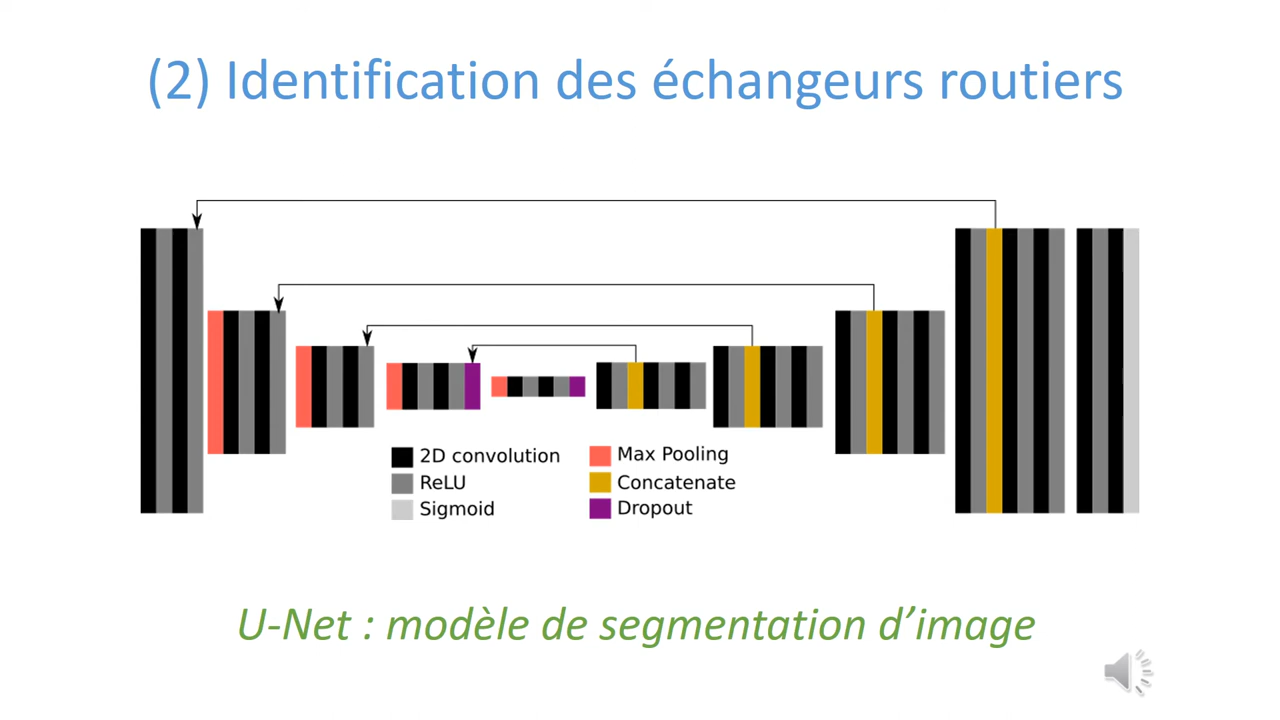 (2) Identification des échangeurs routiers
2D convolution
ReLU
Sigmoid
Max Pooling
Concatenate
Dropout
U-Net : modèle de segmentation d’image